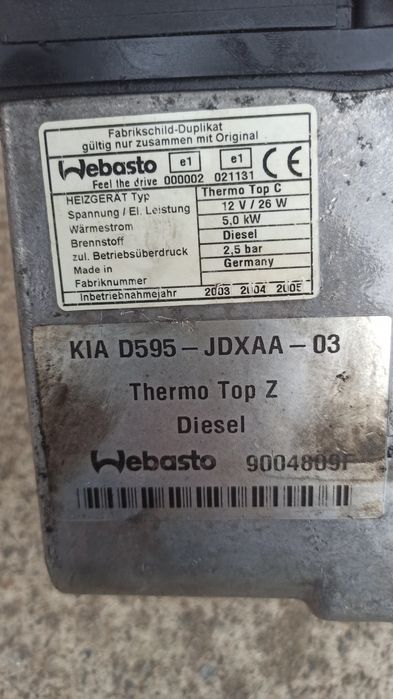 Fabrikschild-Duplikat
gültig nur zusammen mit Original
Webasto e1 e1 CE
Feel the drive 000002 021131
HEIZGERÄT Typ Thermo Top C
Spannung / El. Leistung 12 V / 26 W
Wärmestrom 5,0 kW
Brennstoff Diesel
zul. Betriebsüberdruck 2,5 bar
Made in Germany
Fabriknummer
Inbetriebnahmejahr 2003 2004 2005
KIA D595-JDXAA-03
Thermo Top Z
Diesel
Webasto 9004809F